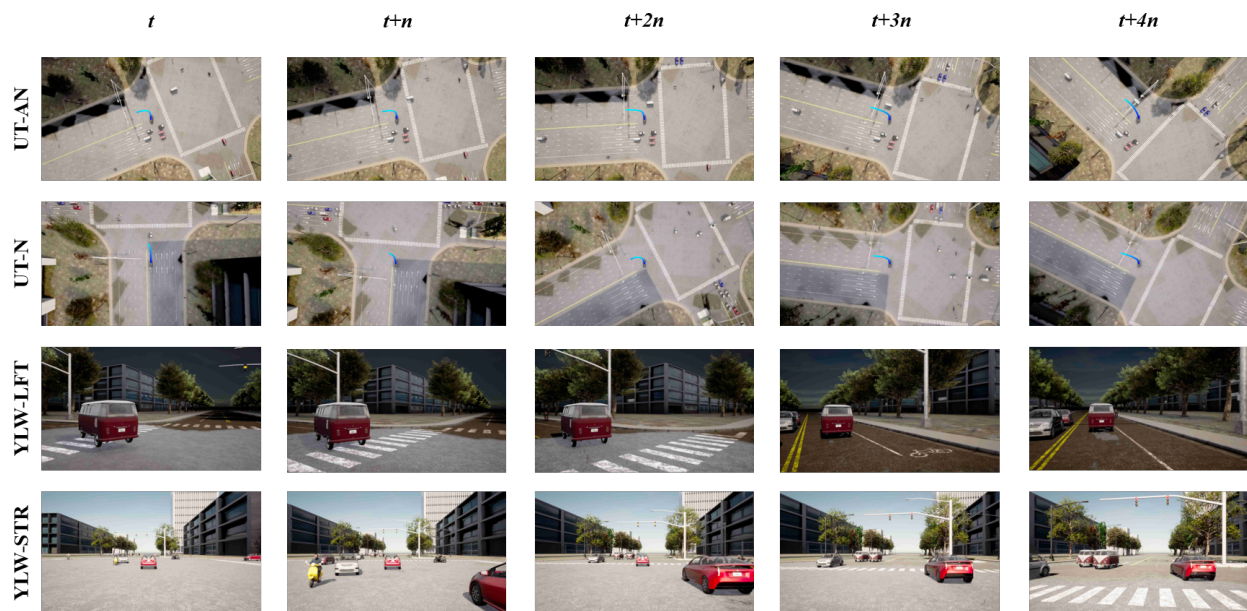 t t+n t+2n t+3n t+4n
UT-AN
UT-N
YLW-LFT
YLW-STR